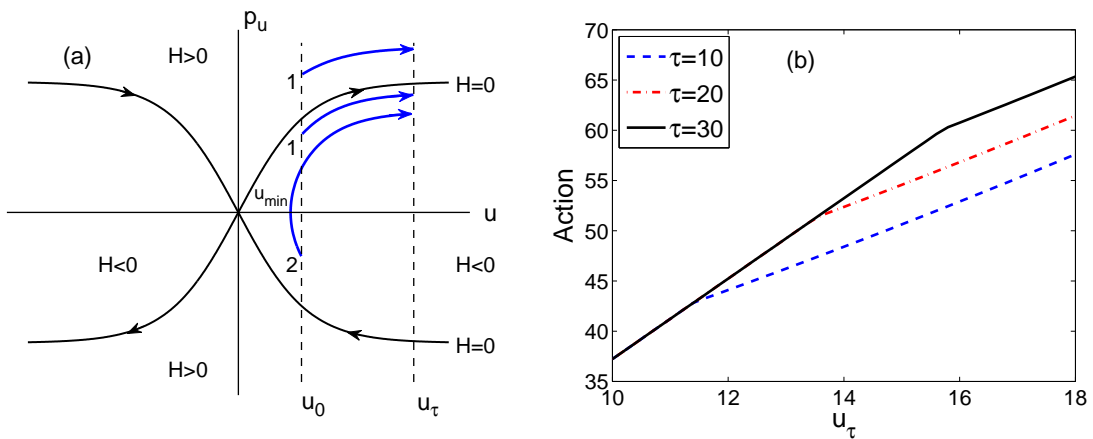 p_u
(a)
H>0
H=0
1
1
u_min
u
H<0
2
H<0
H=0
H>0
u_0
u_τ
70
65
60
55
50
45
40
35
Action
τ=10
τ=20
τ=30
(b)
10
12
14
16
18
u_τ